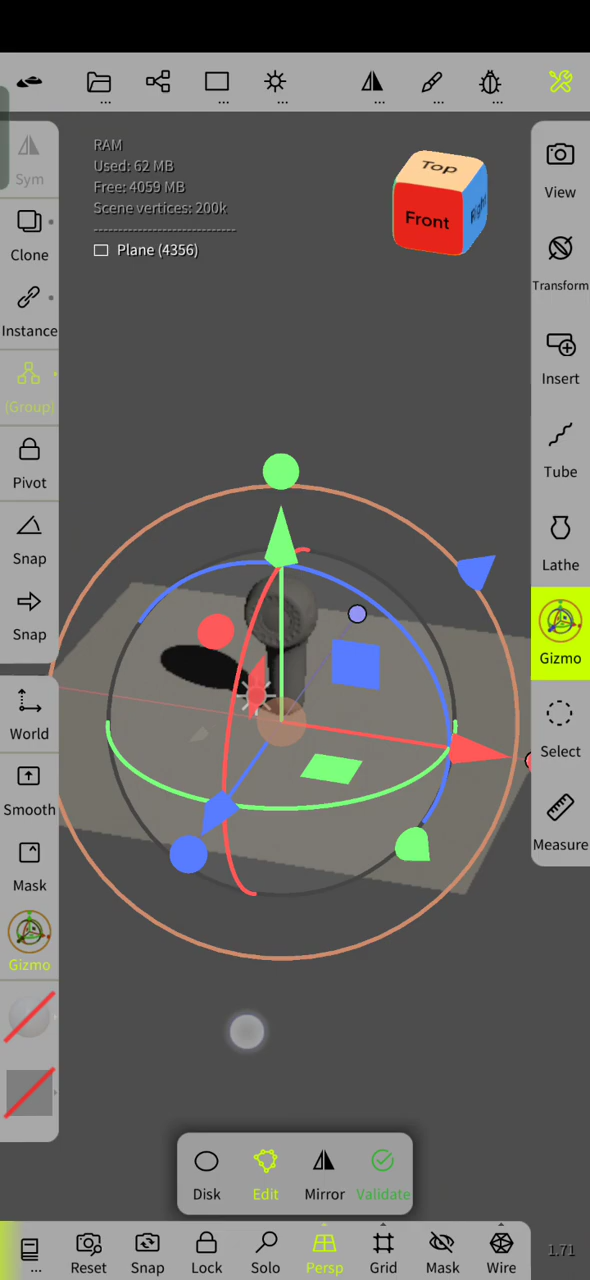 ...
...
...
...
...
...
RAM
Used: 62 MB
Free: 4059 MB
Scene vertices: 200k
-----------------------------
Plane (4356)
Top
Front
Right
Sym
Clone
Instance
(Group)
Pivot
Snap
Snap
World
Smooth
Mask
Gizmo
View
Transform
Insert
Tube
Lathe
Gizmo
Select
Measure
Disk
Edit
Mirror
Validate
...
Reset
Snap
Lock
Solo
Persp
Grid
Mask
Wire
1.71